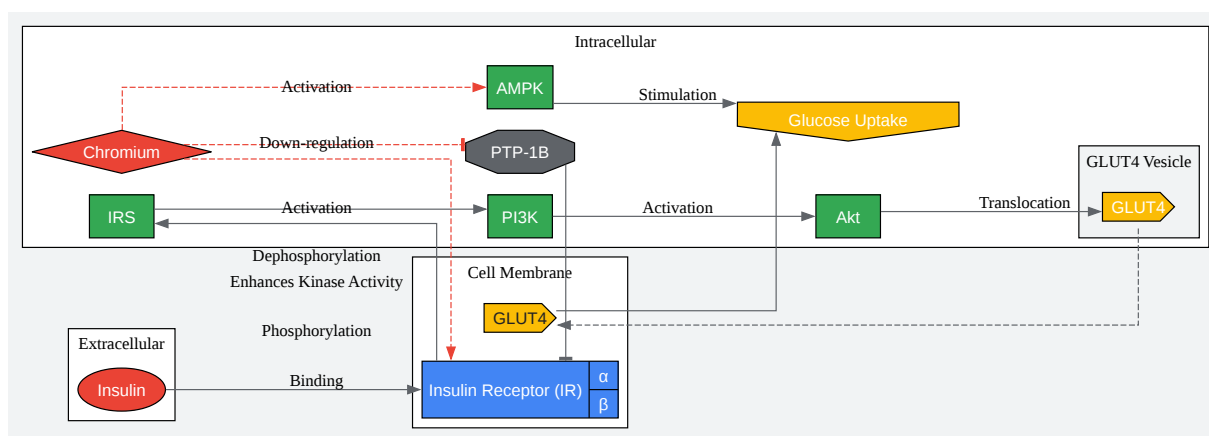 Intracellular
Activation
AMPK
Stimulation
Glucose Uptake
Chromium
Down-regulation
PTP-1B
GLUT4 Vesicle
IRS
Activation
PI3K
Activation
Akt
Translocation
GLUT4
Dephosphorylation
Enhances Kinase Activity
Cell Membrane
GLUT4
Phosphorylation
Extracellular
Insulin
Binding
Insulin Receptor (IR)
α
β